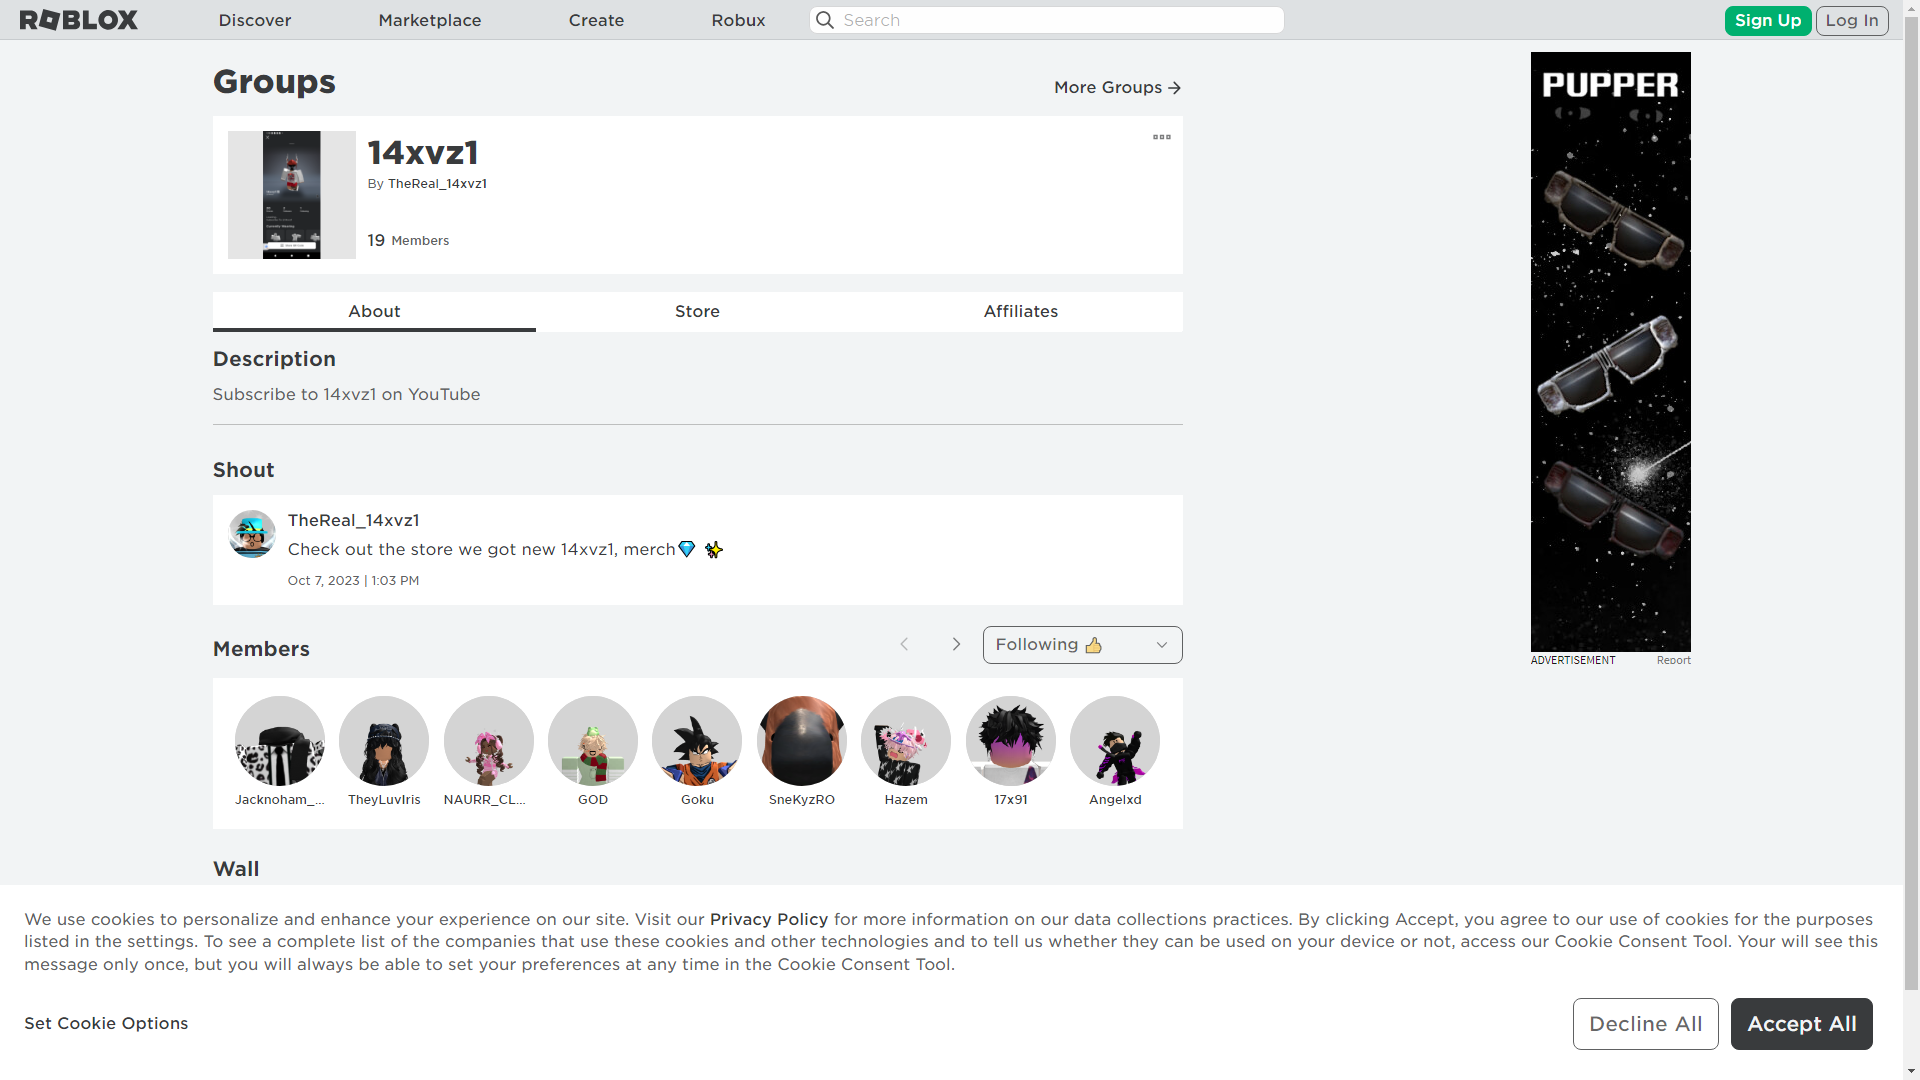 ROBLOX
Discover
Marketplace
Create
Robux
Search
Sign Up
Log In
Groups
More Groups
14xvz1
By TheReal_14xvz1
19 Members
About
Store
Affiliates
Description
Subscribe to 14xvz1 on YouTube
Shout
TheReal_14xvz1
Check out the store we got new 14xvz1, merch💎 ✨
Oct 7, 2023 | 1:03 PM
Members
Following 👍
Jacknoham_...
TheyLuvIris
NAURR_CL...
GOD
Goku
SneKyzRO
Hazem
17x91
Angelxd
Wall
PUPPER
ADVERTISEMENT
Report
We use cookies to personalize and enhance your experience on our site. Visit our Privacy Policy for more information on our data collections practices. By clicking Accept, you agree to our use of cookies for the purposes
listed in the settings. To see a complete list of the companies that use these cookies and other technologies and to tell us whether they can be used on your device or not, access our Cookie Consent Tool. Your will see this
message only once, but you will always be able to set your preferences at any time in the Cookie Consent Tool.
Set Cookie Options
Decline All
Accept All